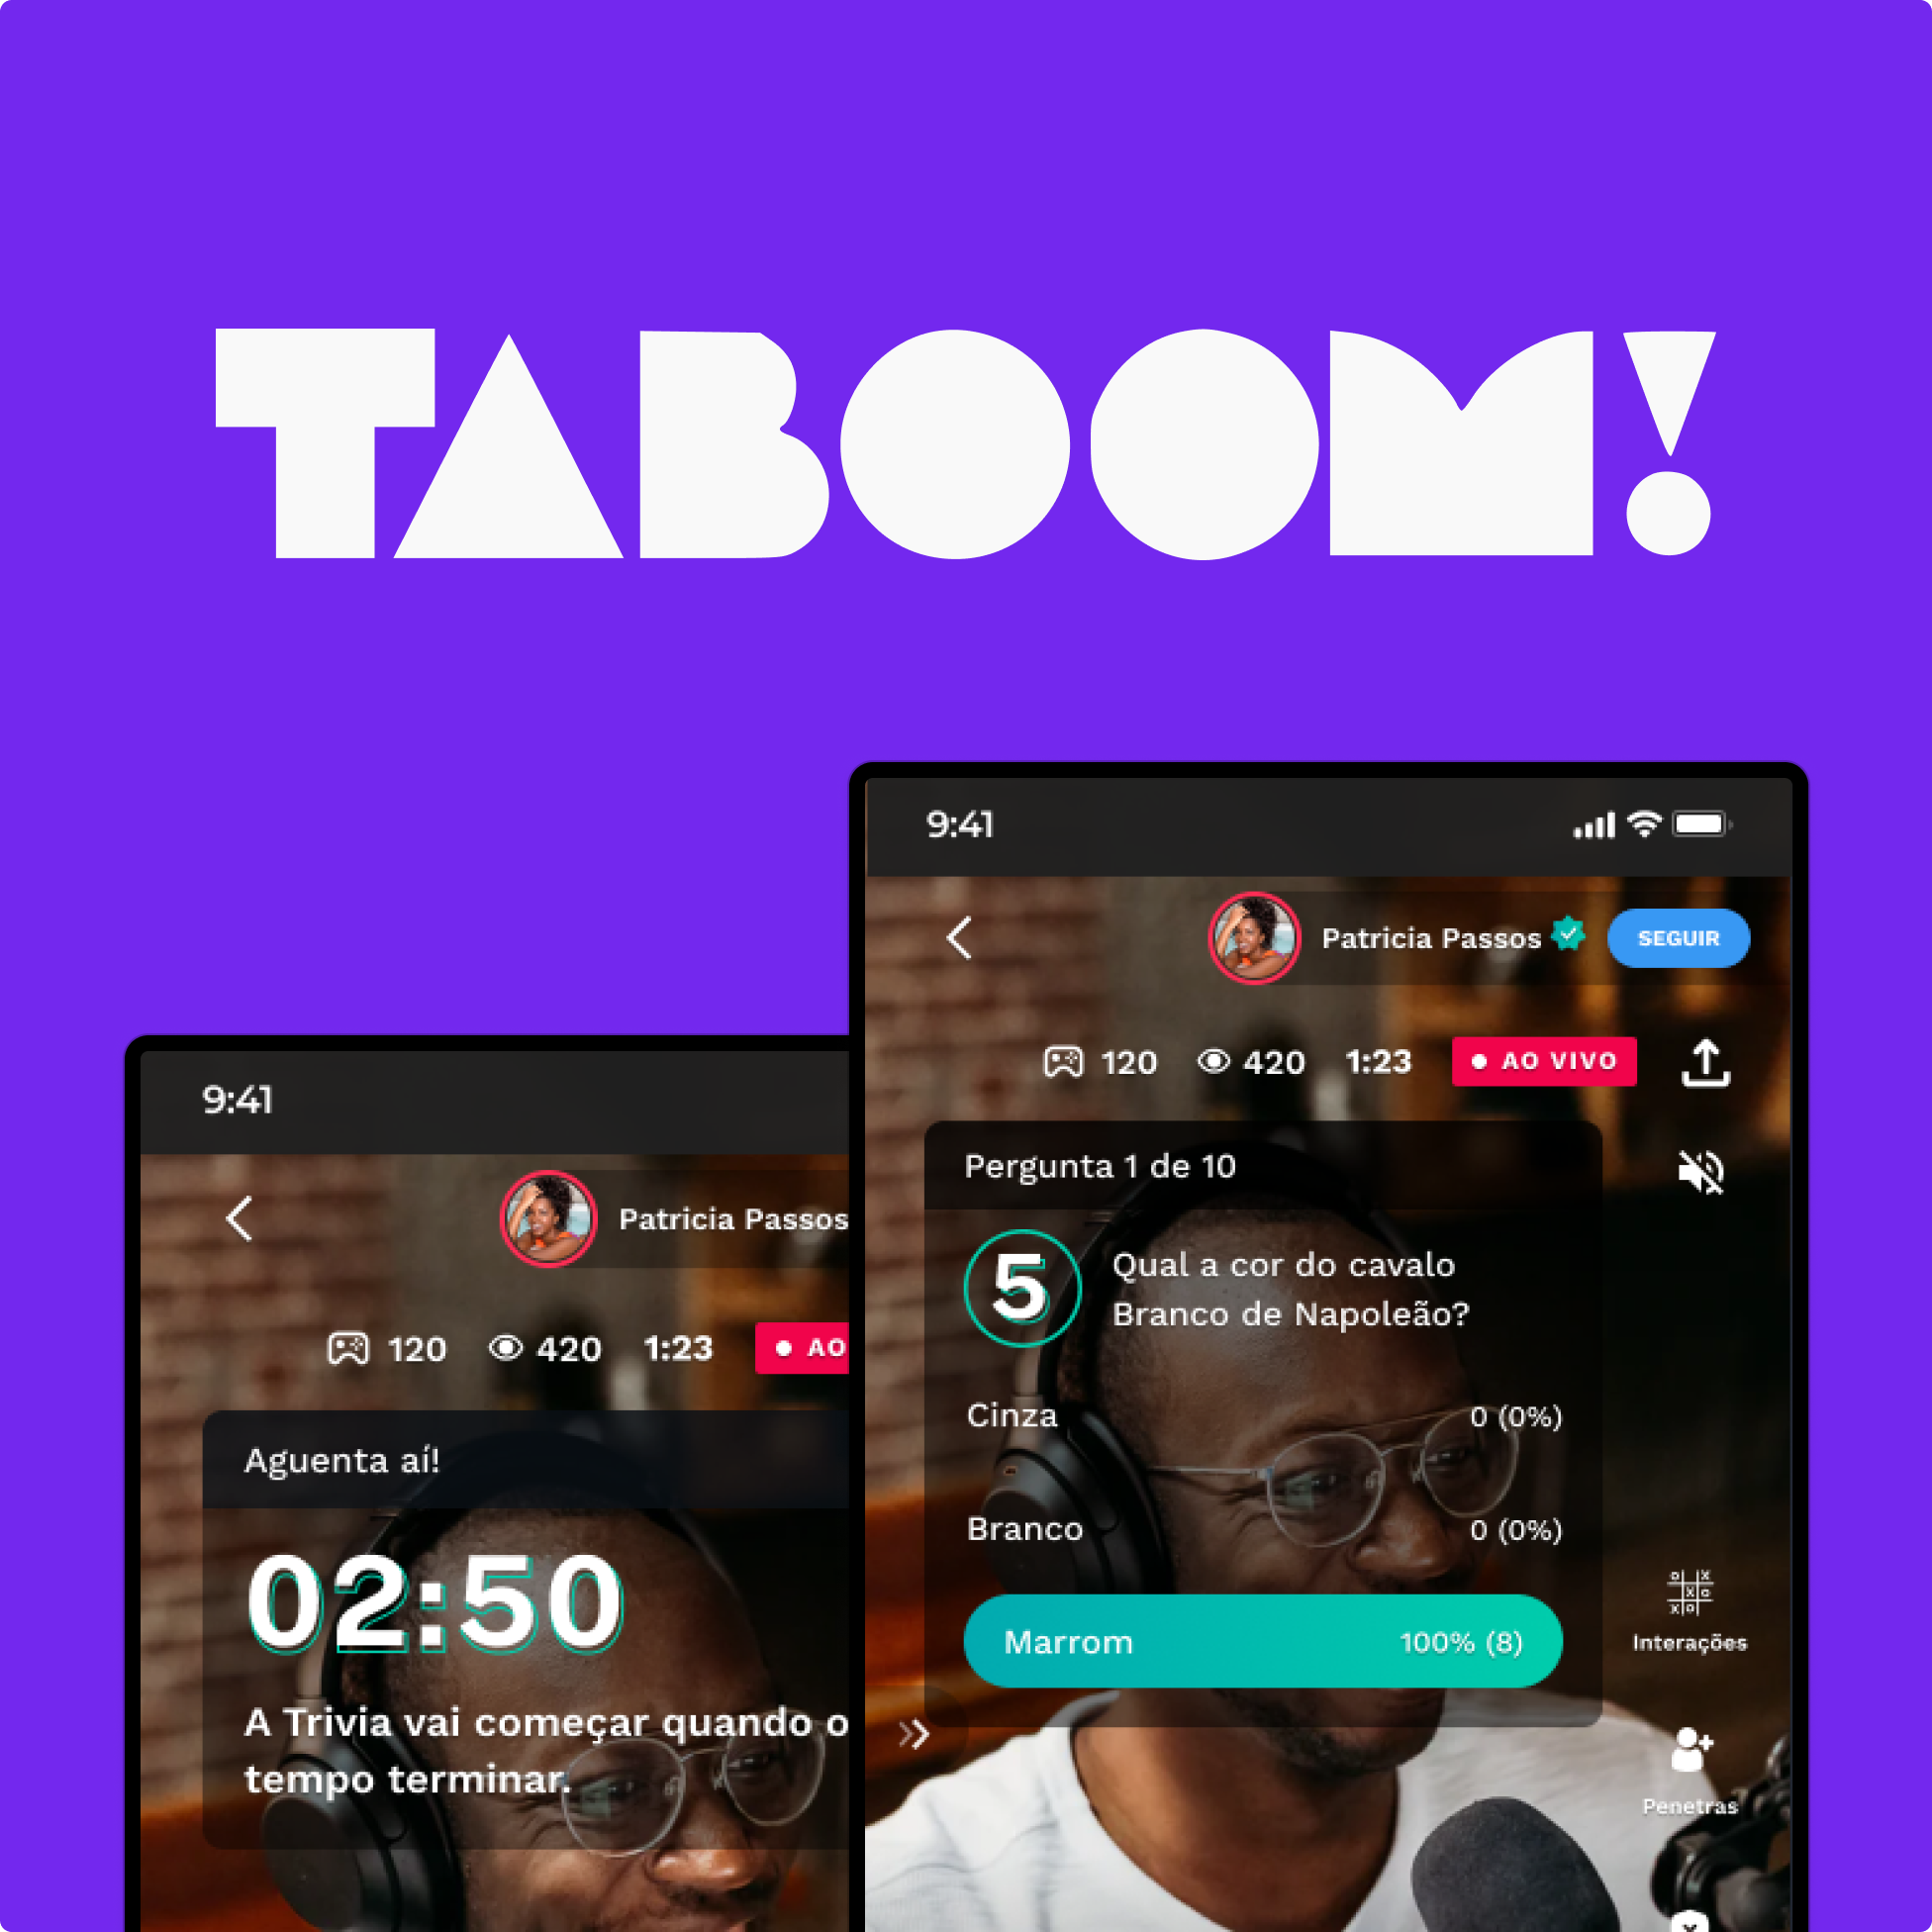 TABOOM!
9:41
Patricia Passos
120 420 1:23 AO
Aguenta aí!
02:50
A Trivia vai começar quando o
tempo terminar.
9:41
Patricia Passos SEGUIR
120 420 1:23 AO VIVO
Pergunta 1 de 10
5
Qual a cor do cavalo
Branco de Napoleão?
Cinza 0 (0%)
Branco 0 (0%)
Marrom 100% (8)
Interações
Penetras